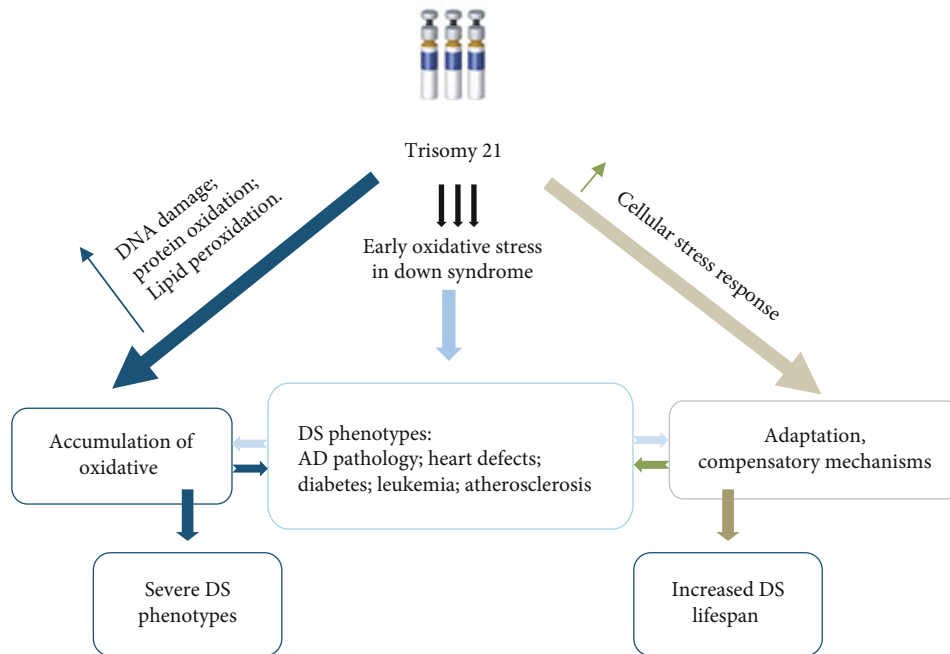 Trisomy 21
DNA damage;
protein oxidation;
Lipid peroxidation.
Early oxidative stress
in down syndrome
Cellular stress response
Accumulation of
oxidative
DS phenotypes:
AD pathology; heart defects;
diabetes; leukemia; atherosclerosis
Adaptation,
compensatory mechanisms
Severe DS
phenotypes
Increased DS
lifespan